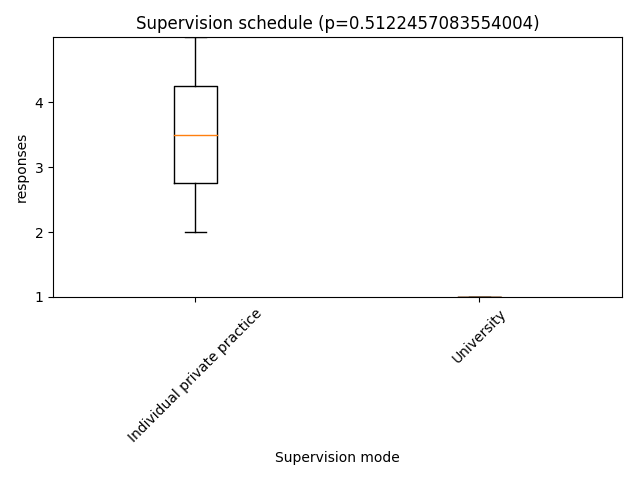 Supervision schedule (p=0.5122457083554004)
4
3
2
1
responses
Individual private practice
University
Supervision mode